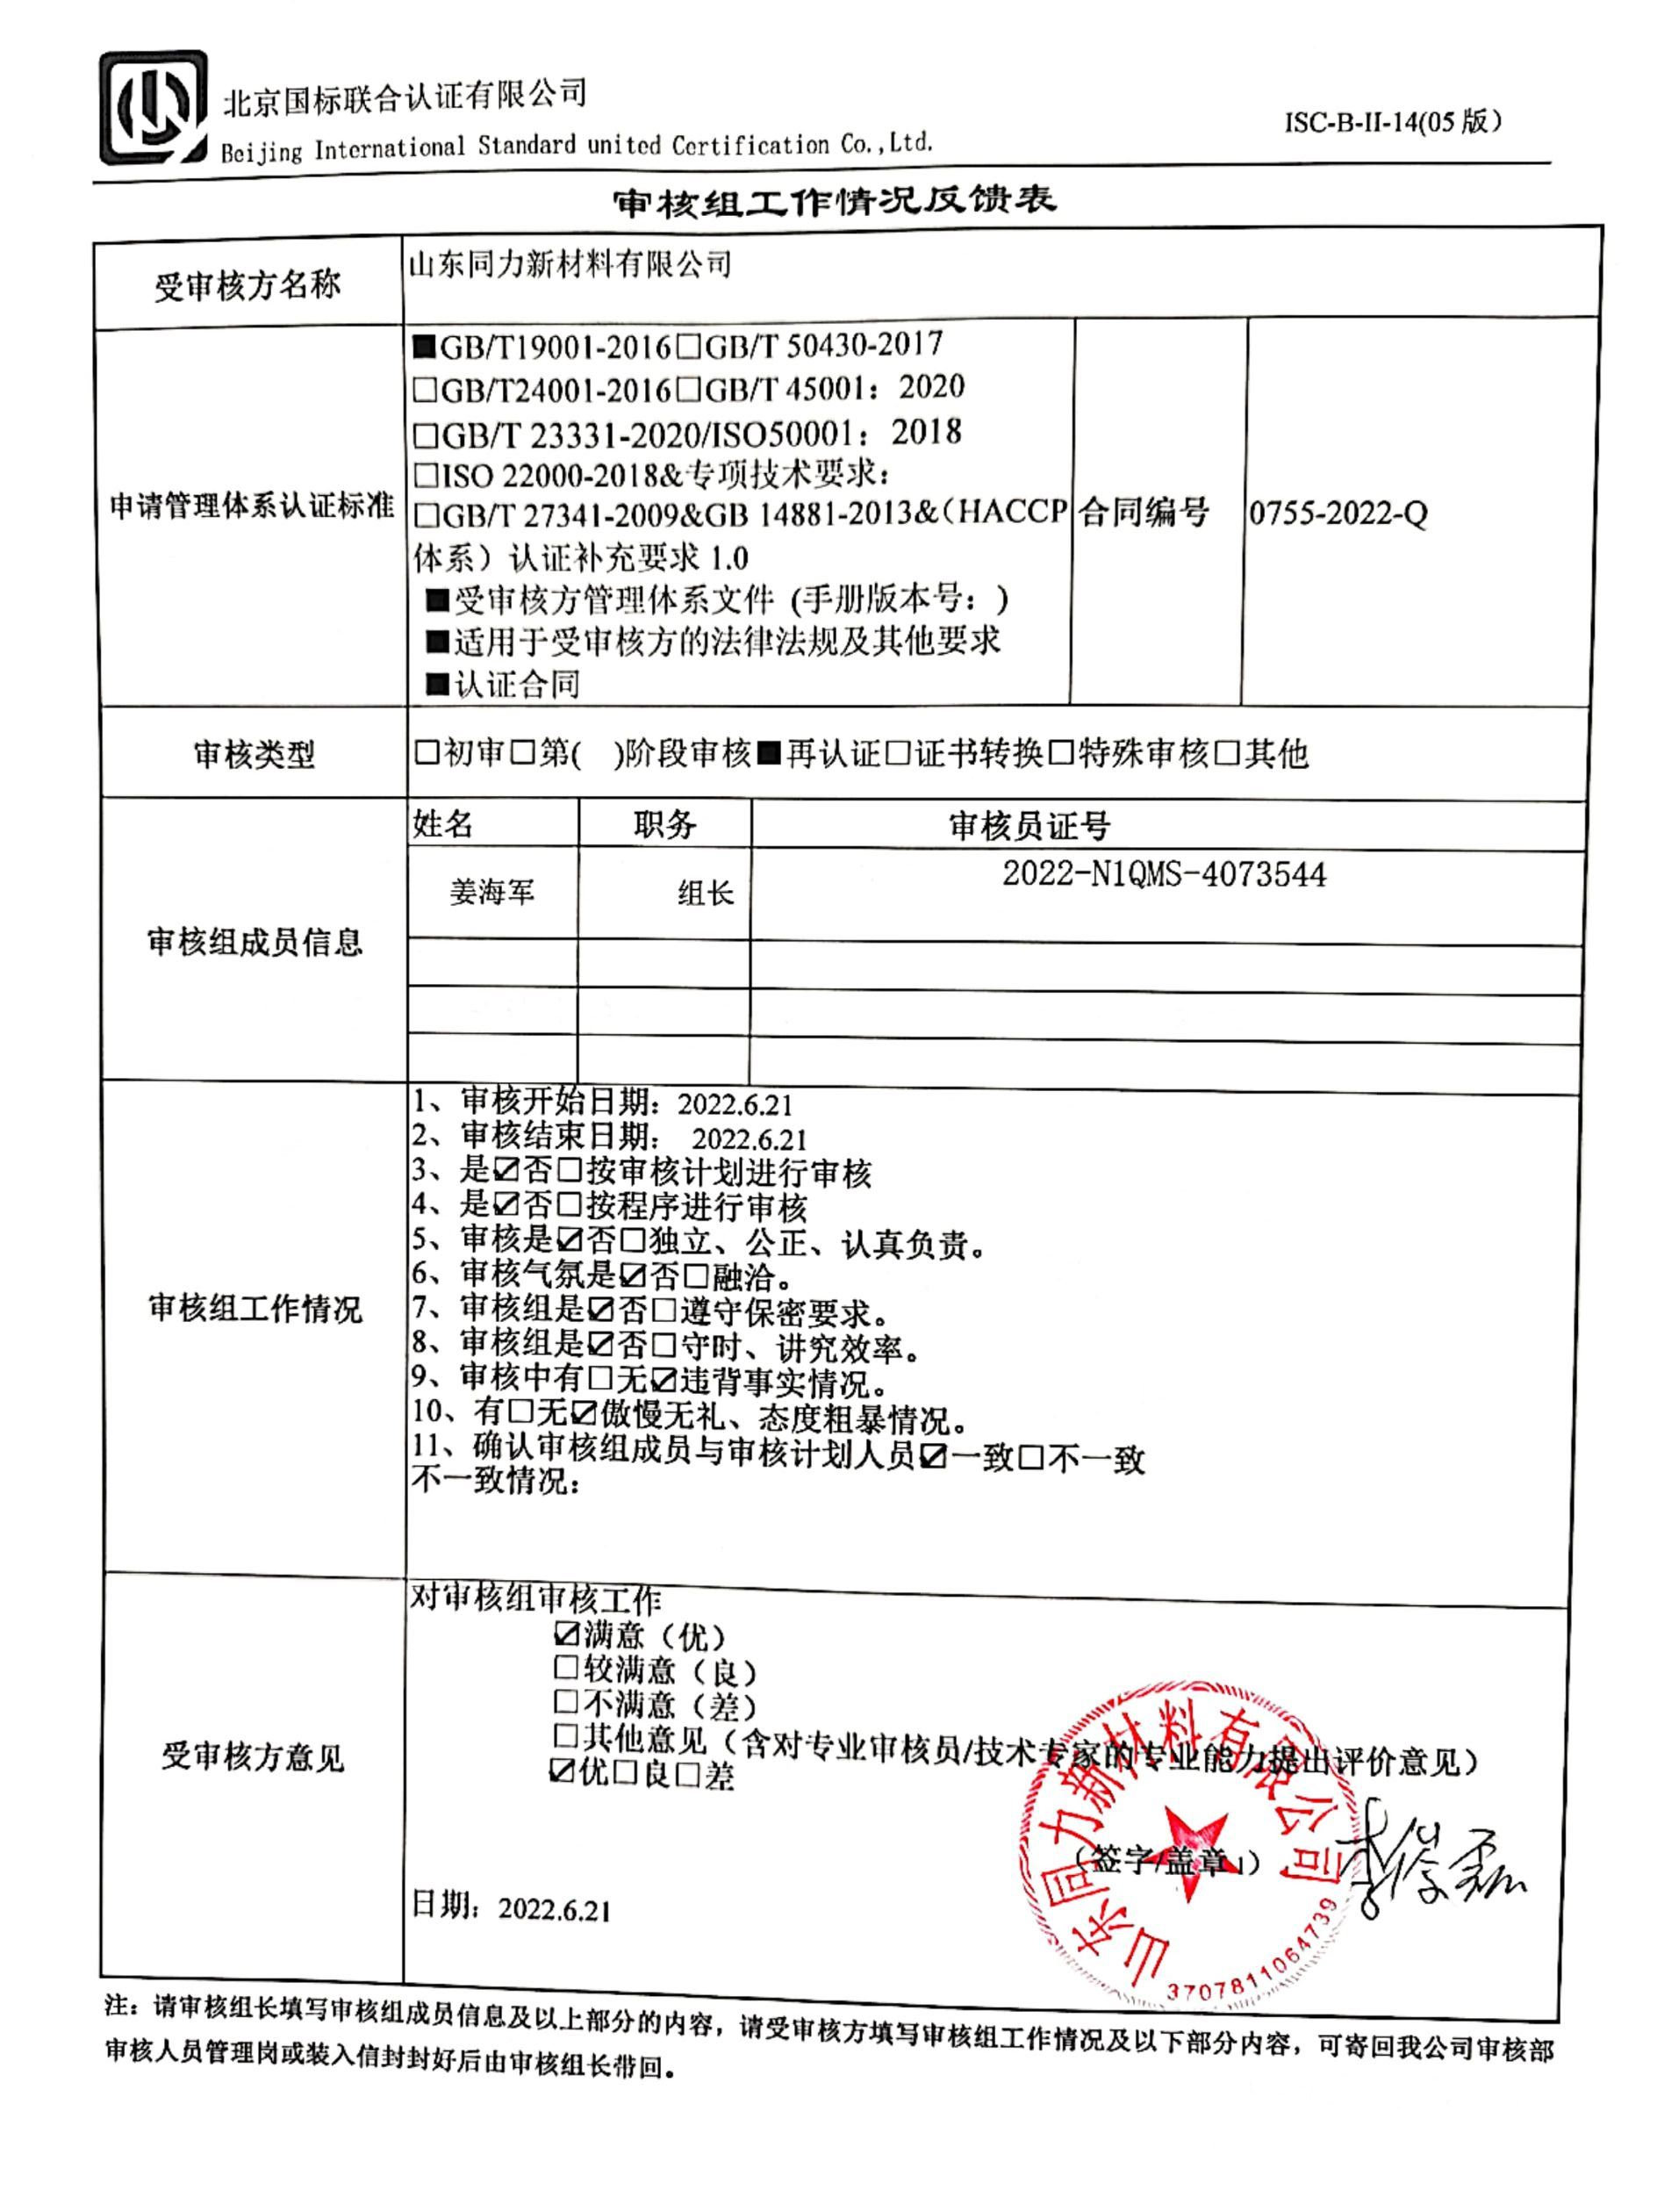 北京国标联合认证有限公司
Beijing International Standard united Certification Co.,Ltd.
ISC-B-II-14(05 版)
审核组工作情况反馈表
受审核方名称
山东同力新材料有限公司
申请管理体系认证标准
■GB/T19001-2016□GB/T 50430-2017
□GB/T24001-2016□GB/T 45001：2020
□GB/T 23331-2020/ISO50001：2018
□ISO 22000-2018&专项技术要求：
□GB/T 27341-2009&GB 14881-2013&(HACCP
体系）认证补充要求 1.0
■受审核方管理体系文件 (手册版本号：)
■适用于受审核方的法律法规及其他要求
■认证合同
合同编号
0755-2022-Q
审核类型
□初审□第( )阶段审核■再认证□证书转换□特殊审核□其他
审核组成员信息
姓名 职务 审核员证号
姜海军 组长 2022-N1QMS-4073544
审核组工作情况
1、审核开始日期：2022.6.21
2、审核结束日期： 2022.6.21
3、是☑否□按审核计划进行审核
4、是☑否□按程序进行审核
5、审核是☑否□独立、公正、认真负责。
6、审核气氛是☑否□融洽。
7、审核组是☑否□遵守保密要求。
8、审核组是☑否□守时、讲究效率。
9、审核中有□无☑违背事实情况。
10、有□无☑傲慢无礼、态度粗暴情况。
11、确认审核组成员与审核计划人员☑一致□不一致
不一致情况：
受审核方意见
对审核组审核工作
☑满意（优）
□较满意（良）
□不满意（差）
□其他意见（含对专业审核员/技术专家的专业能力提出评价意见）
☑优□良□差
（签字/盖章）
山东同力新材料有限公司
3707811064739
日期：2022.6.21
注：请审核组长填写审核组成员信息及以上部分的内容，请受审核方填写审核组工作情况及以下部分内容，可寄回我公司审核部
审核人员管理岗或装入信封封好后由审核组长带回。